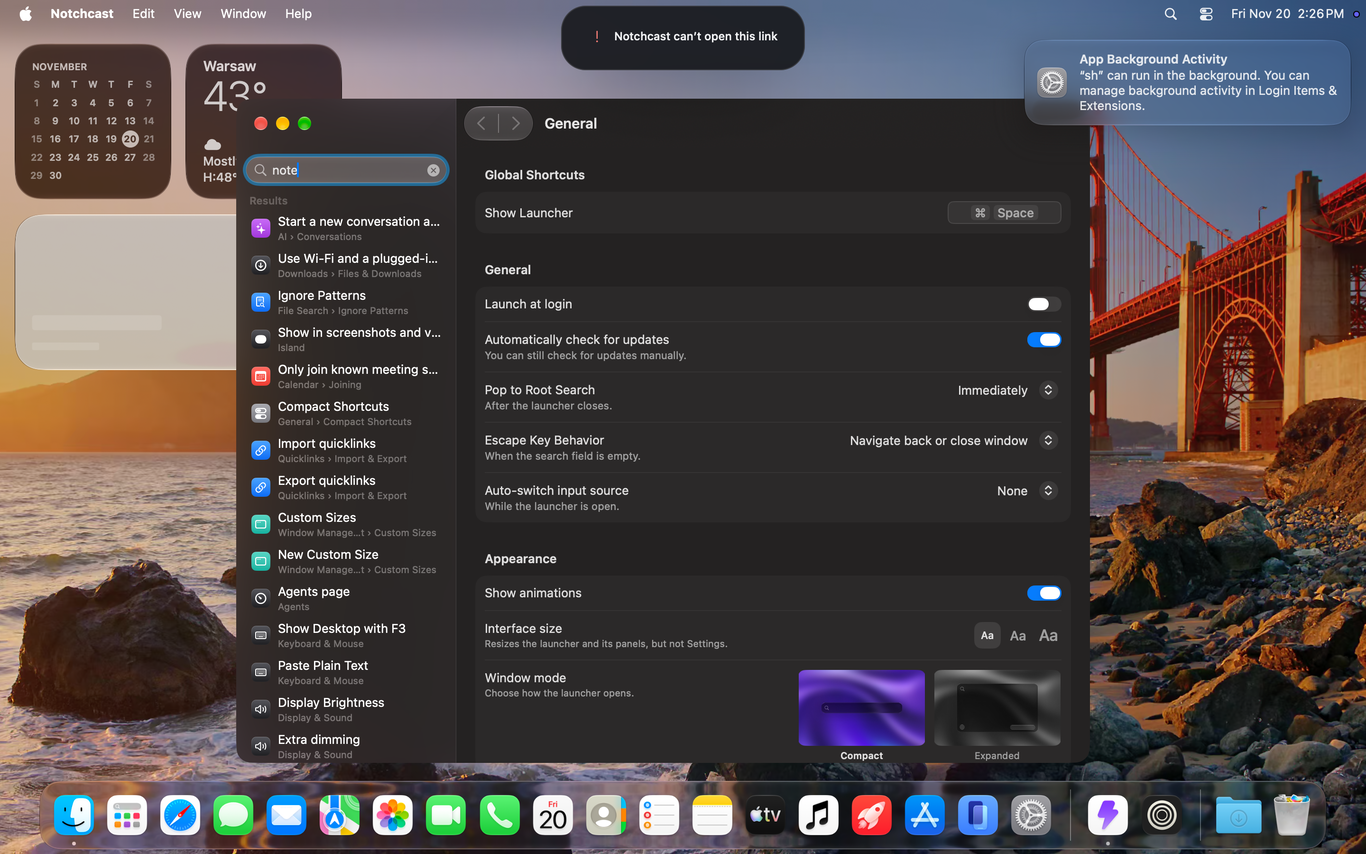 Notchcast Edit View Window Help
Fri Nov 20 2:26 PM
Notchcast can't open this link
App Background Activity
“sh” can run in the background. You can
manage background activity in Login Items &
Extensions.
NOVEMBER
S M T W T F S
1 2 3 4 5 6 7
8 9 10 11 12 13 14
15 16 17 18 19 20 21
22 23 24 25 26 27 28
29 30
Warsaw
43°
Mostl
H:48°
note
Results
Start a new conversation a...
AI › Conversations
Use Wi-Fi and a plugged-i...
Downloads › Files & Downloads
Ignore Patterns
File Search › Ignore Patterns
Show in screenshots and v...
Island
Only join known meeting s...
Calendar › Joining
Compact Shortcuts
General › Compact Shortcuts
Import quicklinks
Quicklinks › Import & Export
Export quicklinks
Quicklinks › Import & Export
Custom Sizes
Window Manage...t › Custom Sizes
New Custom Size
Window Manage...t › Custom Sizes
Agents page
Agents
Show Desktop with F3
Keyboard & Mouse
Paste Plain Text
Keyboard & Mouse
Display Brightness
Display & Sound
Extra dimming
Display & Sound
General
Global Shortcuts
Show Launcher
⌘ Space
General
Launch at login
Automatically check for updates
You can still check for updates manually.
Pop to Root Search
Immediately
After the launcher closes.
Escape Key Behavior
Navigate back or close window
When the search field is empty.
Auto-switch input source
None
While the launcher is open.
Appearance
Show animations
Interface size
Aa Aa Aa
Resizes the launcher and its panels, but not Settings.
Window mode
Choose how the launcher opens.
Compact
Expanded
Fri
20
tv